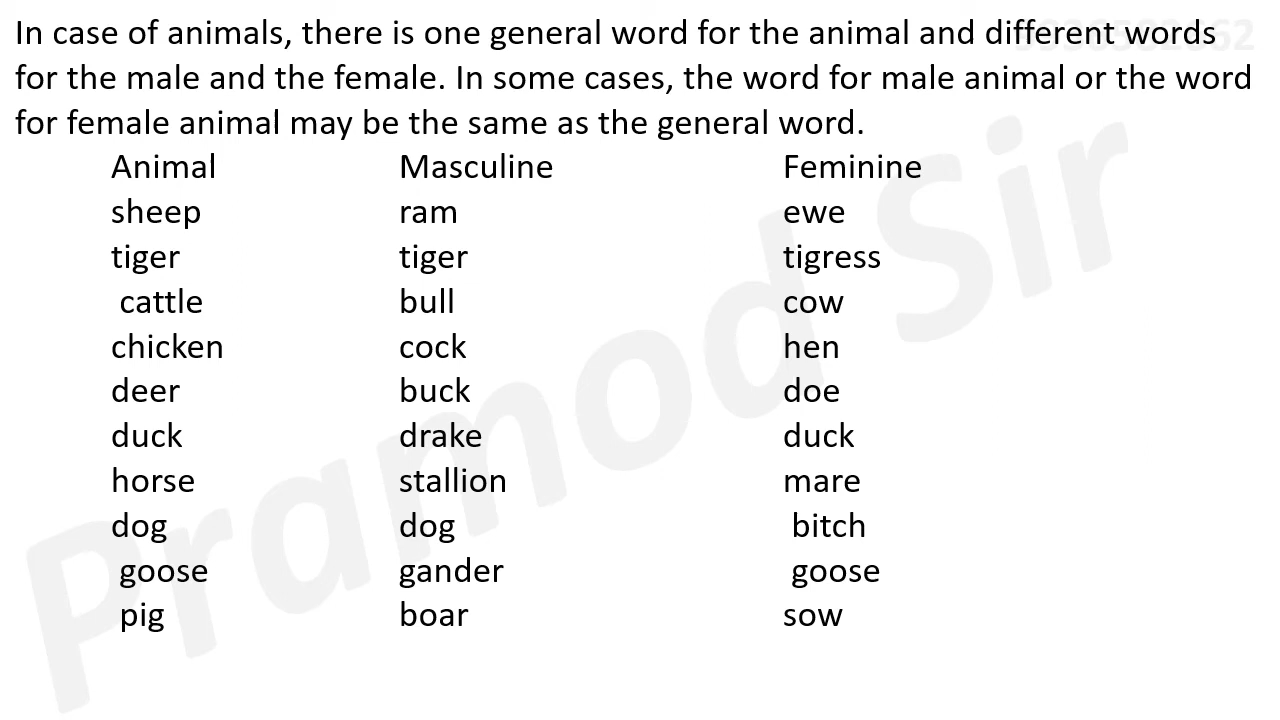 In case of animals, there is one general word for the animal and different words
for the male and the female. In some cases, the word for male animal or the word
for female animal may be the same as the general word.
Animal Masculine Feminine
sheep ram ewe
tiger tiger tigress
cattle bull cow
chicken cock hen
deer buck doe
duck drake duck
horse stallion mare
dog dog bitch
goose gander goose
pig boar sow
Pramod Sir